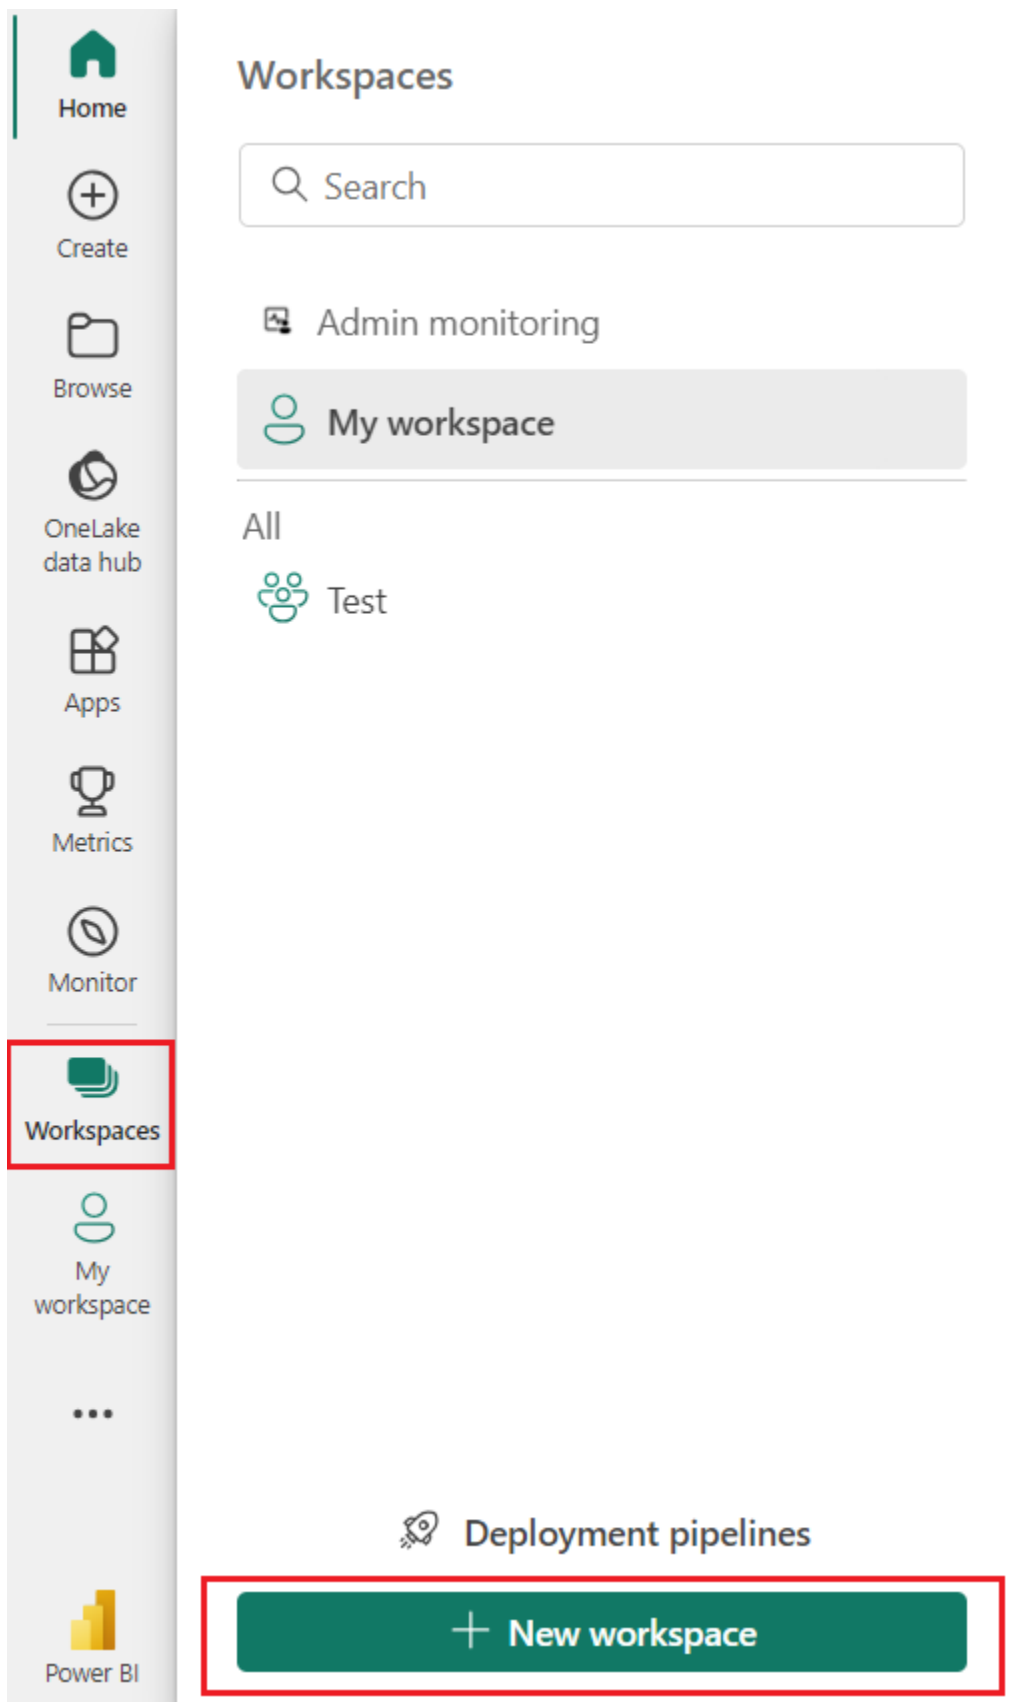 Home
Create
Browse
OneLake
data hub
Apps
Metrics
Monitor
Workspaces
My
workspace
Power BI
Workspaces
Search
Admin monitoring
My workspace
All
Test
Deployment pipelines
New workspace